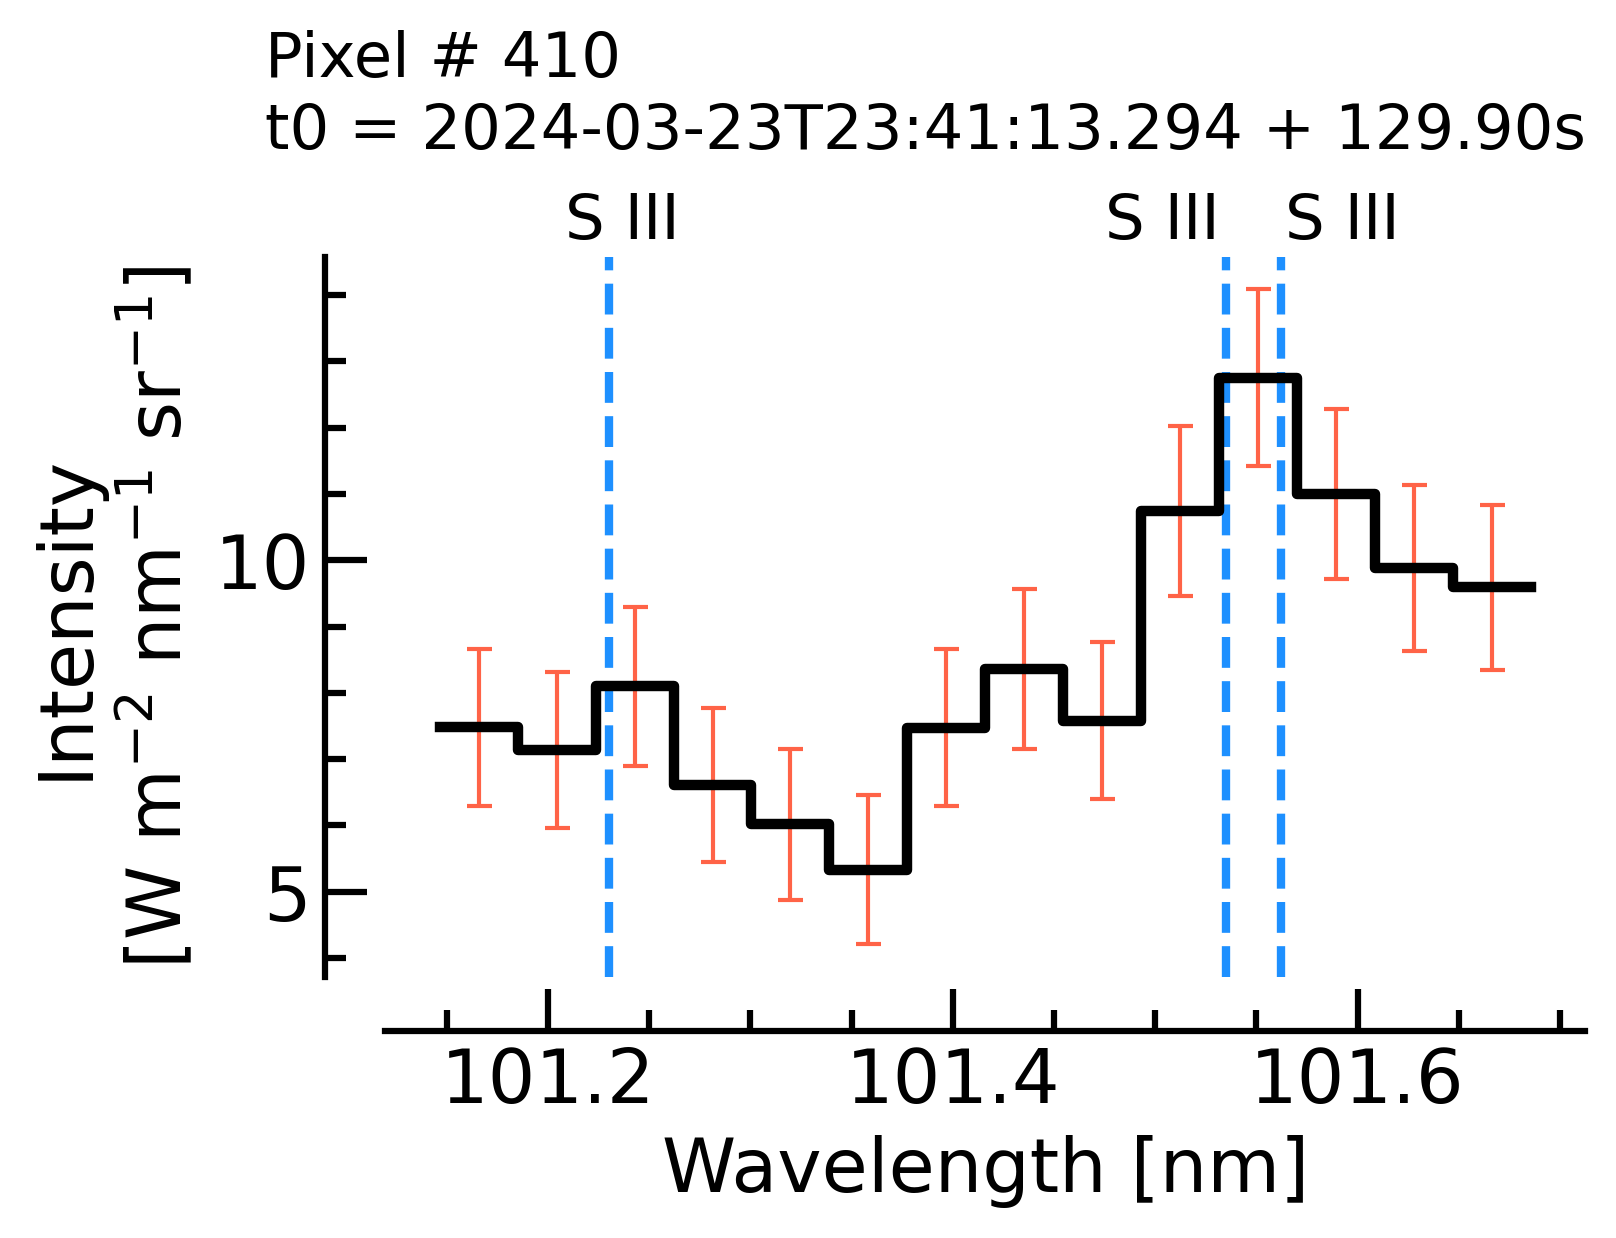 Pixel # 410
t0 = 2024-03-23T23:41:13.294 + 129.90s
S III S III S III
Intensity
[W m⁻² nm⁻¹ sr⁻¹]
10
5
101.2 101.4 101.6
Wavelength [nm]